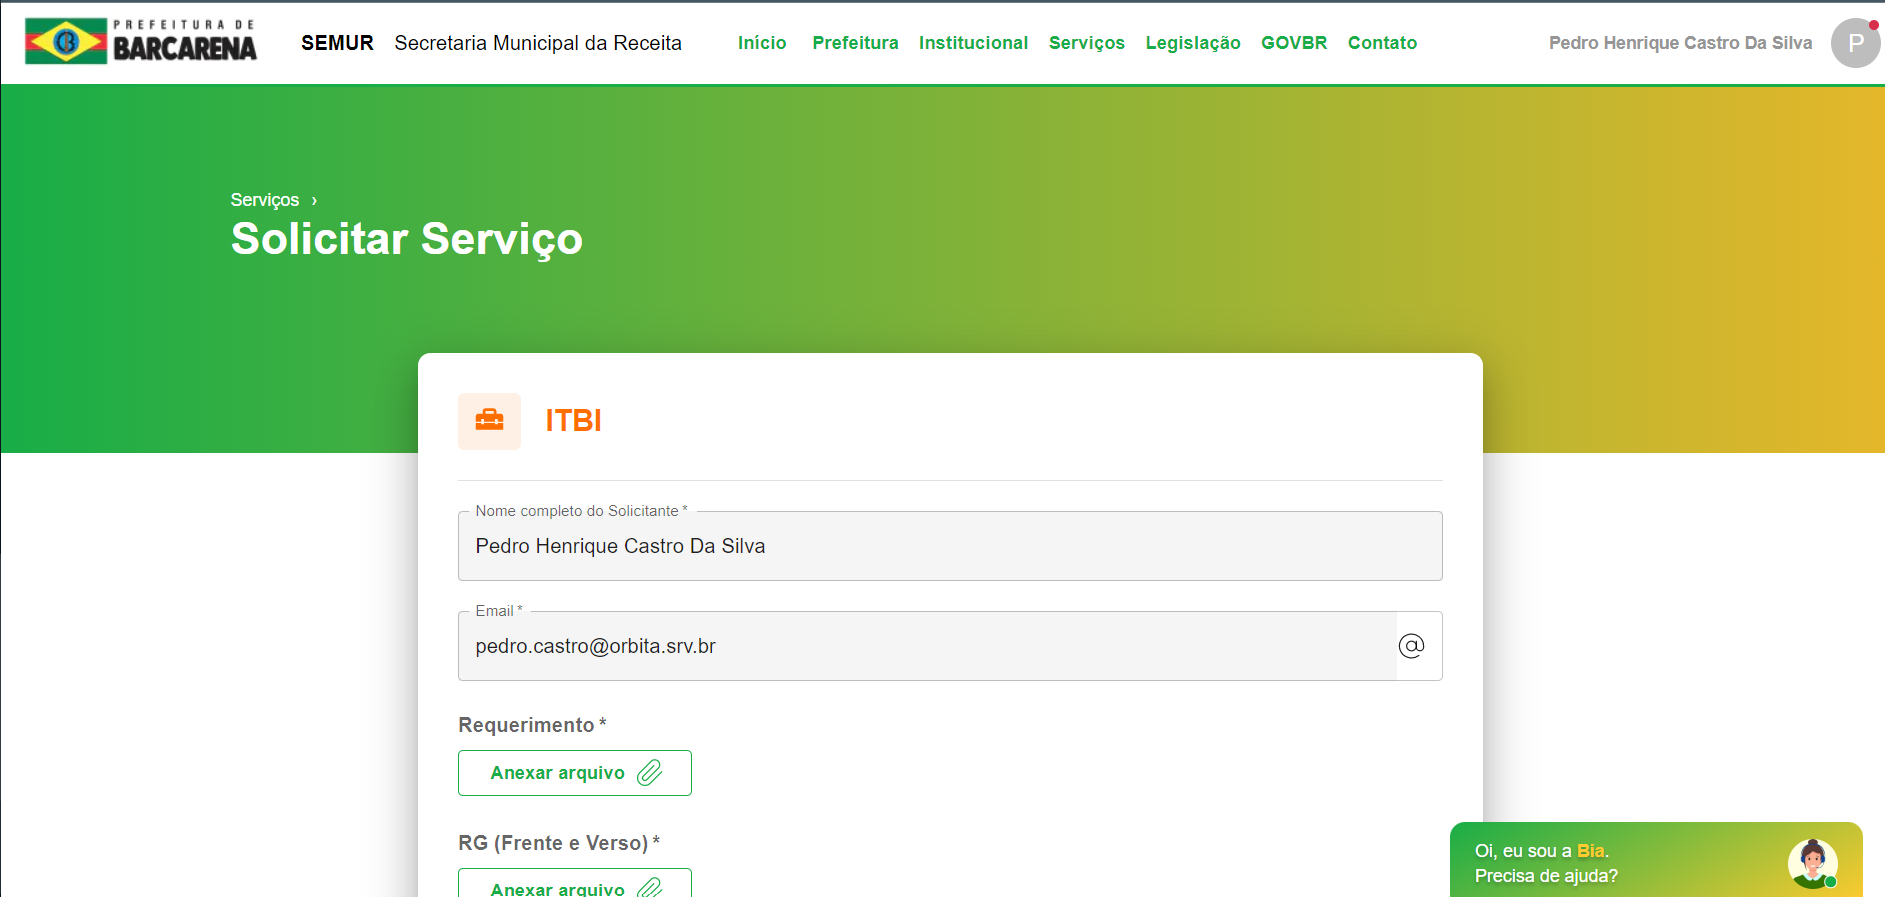 PREFEITURA DE
BARCARENA
SEMUR Secretaria Municipal da Receita
Início Prefeitura Institucional Serviços Legislação GOVBR Contato
Pedro Henrique Castro Da Silva
P
Serviços ›
Solicitar Serviço
ITBI
Nome completo do Solicitante *
Pedro Henrique Castro Da Silva
Email *
pedro.castro@orbita.srv.br
@
Requerimento *
Anexar arquivo
RG (Frente e Verso) *
Anexar arquivo
Oi, eu sou a Bia.
Precisa de ajuda?